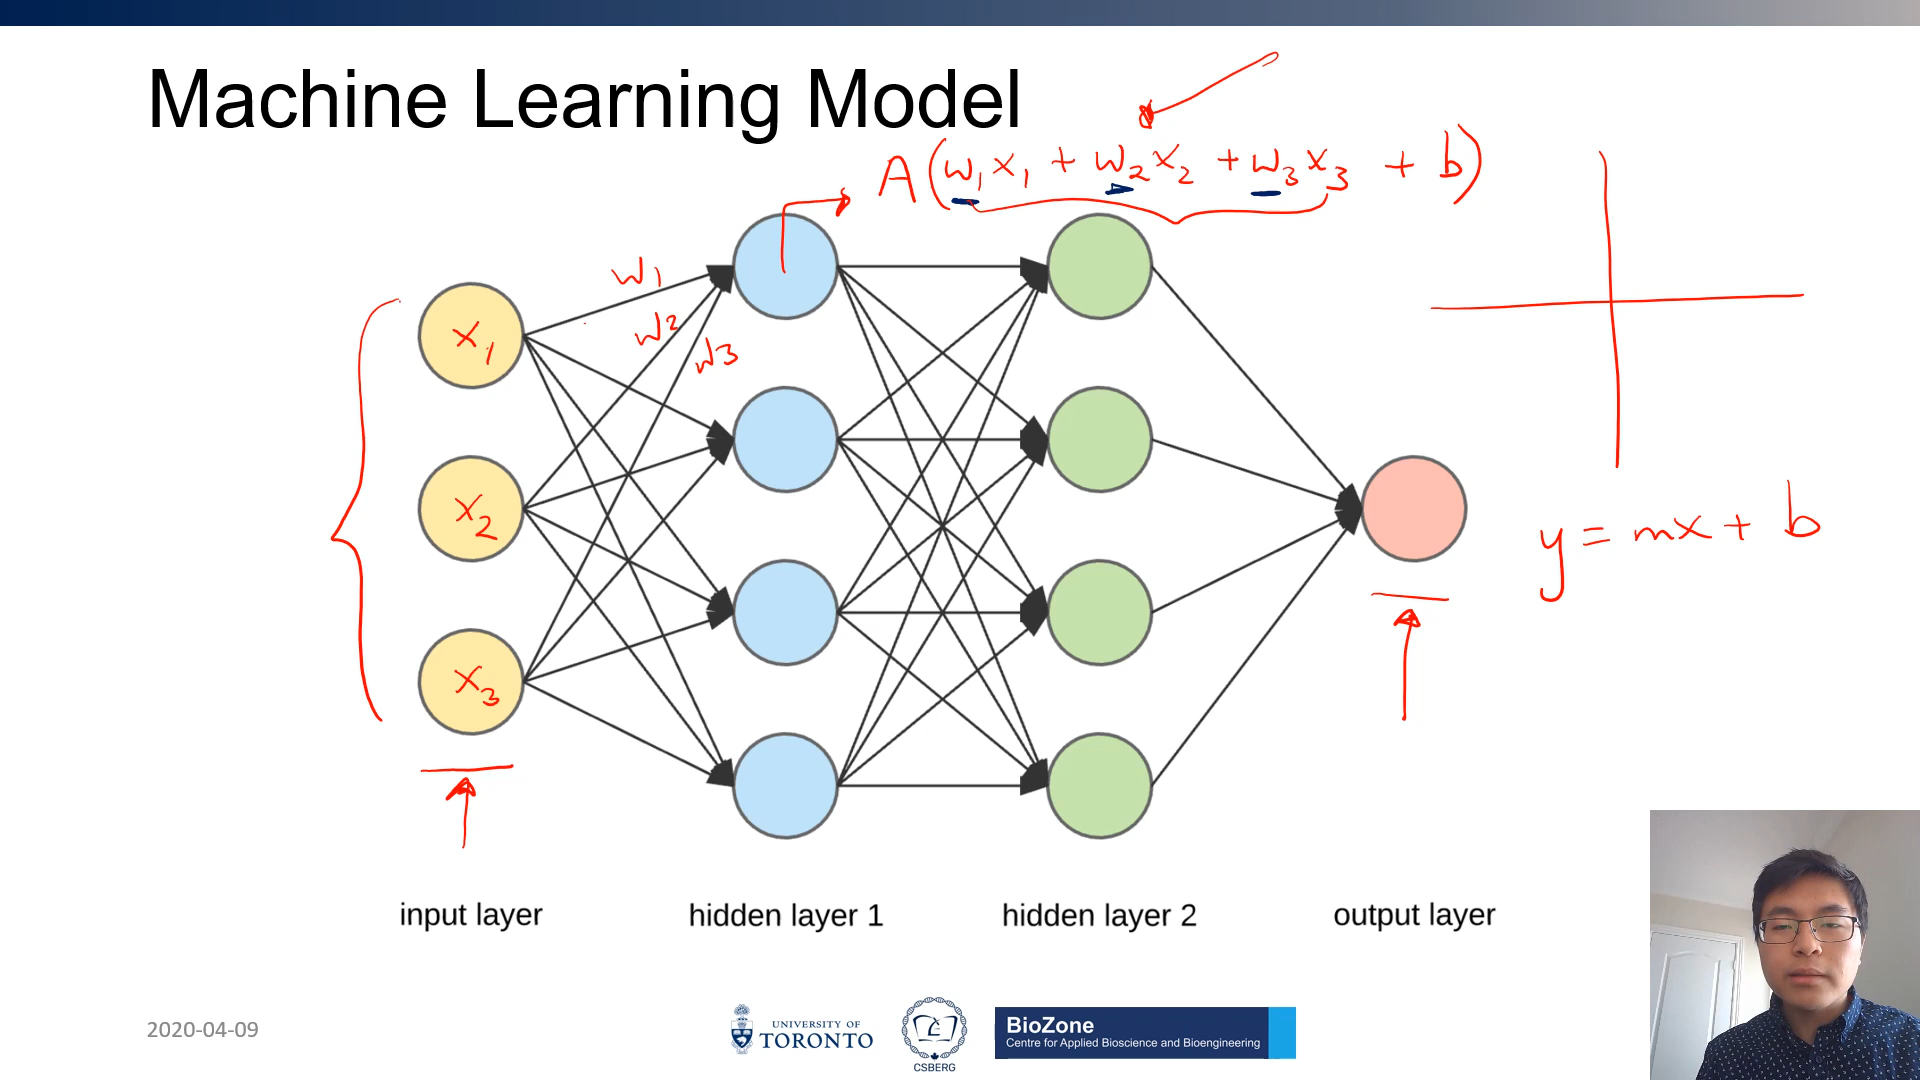 Machine Learning Model
A(w₁x₁ + w₂x₂ + w₃x₃ + b)
w1
w2
w3
x₁
x₂
x₃
y = mx + b
input layer
hidden layer 1
hidden layer 2
output layer
2020-04-09
UNIVERSITY OF
TORONTO
CSBERG
BioZone
Centre for Applied Bioscience and Bioengineering